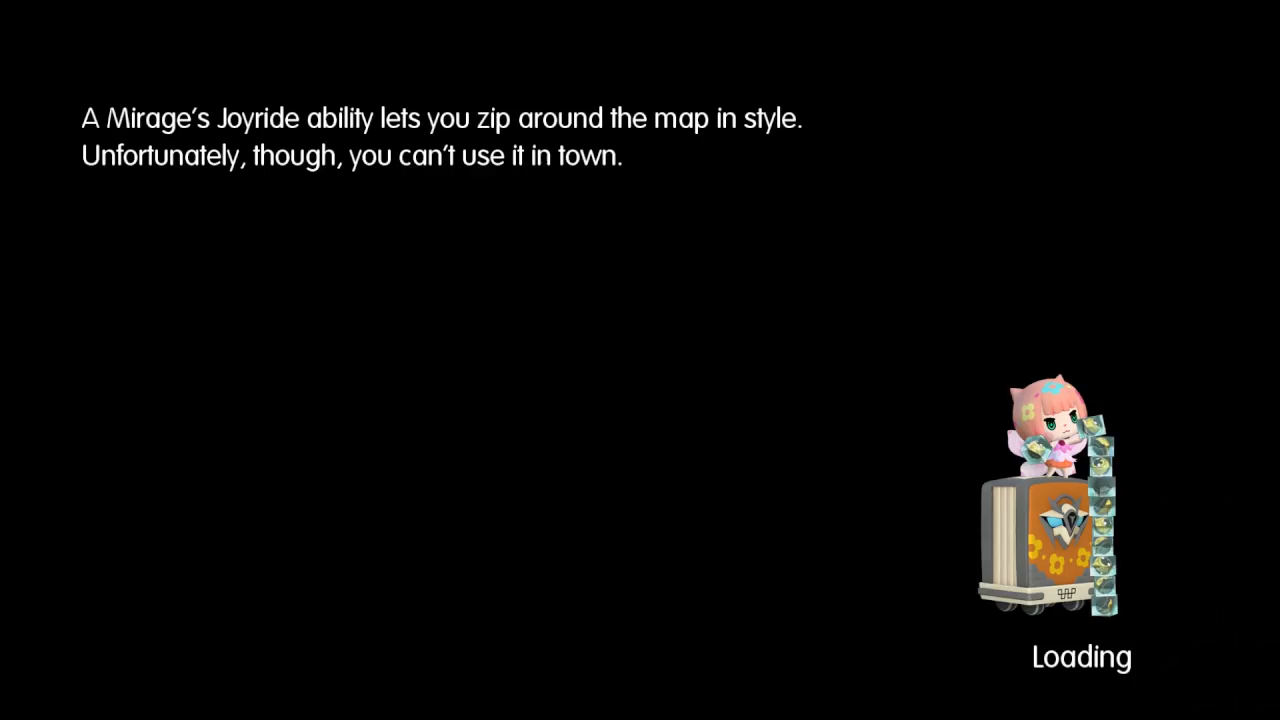 A Mirage's Joyride ability lets you zip around the map in style.
Unfortunately, though, you can't use it in town.
Loading